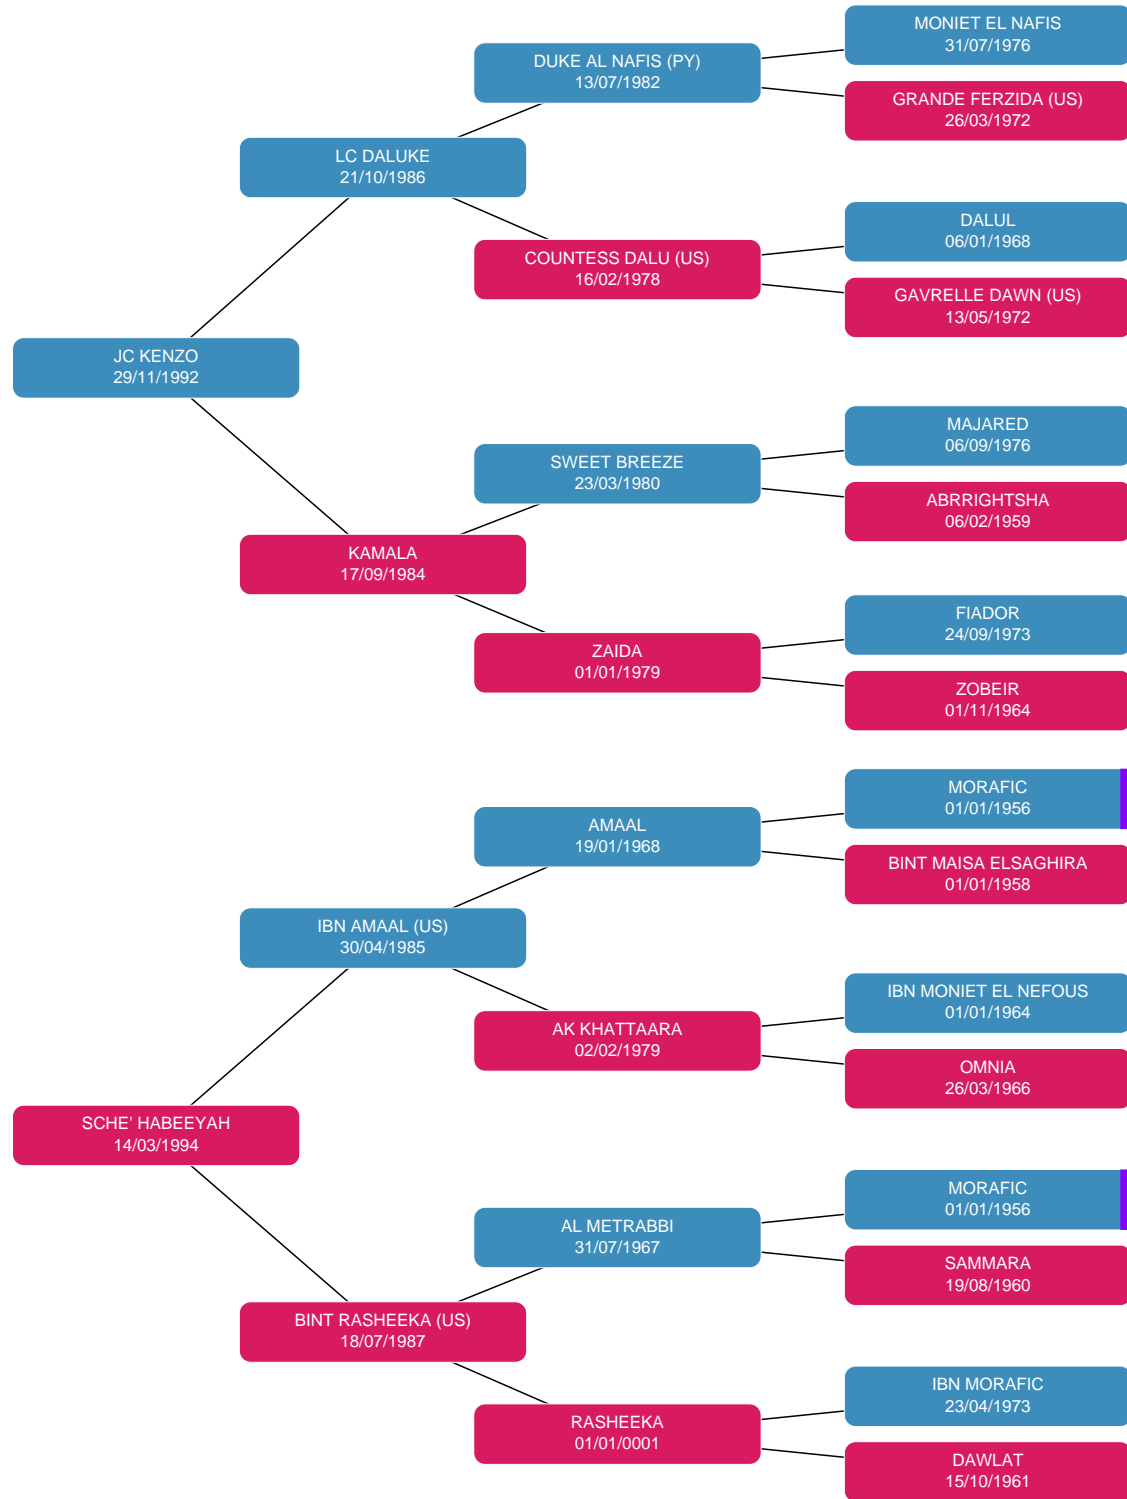 MONIET EL NAFIS
31/07/1976
DUKE AL NAFIS (PY)
13/07/1982
GRANDE FERZIDA (US)
26/03/1972
LC DALUKE
21/10/1986
DALUL
06/01/1968
COUNTESS DALU (US)
16/02/1978
GAVRELLE DAWN (US)
13/05/1972
JC KENZO
29/11/1992
MAJARED
06/09/1976
SWEET BREEZE
23/03/1980
ABRRIGHTSHA
06/02/1959
KAMALA
17/09/1984
FIADOR
24/09/1973
ZAIDA
01/01/1979
ZOBEIR
01/11/1964
MORAFIC
01/01/1956
AMAAL
19/01/1968
BINT MAISA ELSAGHIRA
01/01/1958
IBN AMAAL (US)
30/04/1985
IBN MONIET EL NEFOUS
01/01/1964
AK KHATTAARA
02/02/1979
OMNIA
26/03/1966
SCHE' HABEEYAH
14/03/1994
MORAFIC
01/01/1956
AL METRABBI
31/07/1967
SAMMARA
19/08/1960
BINT RASHEEKA (US)
18/07/1987
IBN MORAFIC
23/04/1973
RASHEEKA
01/01/0001
DAWLAT
15/10/1961